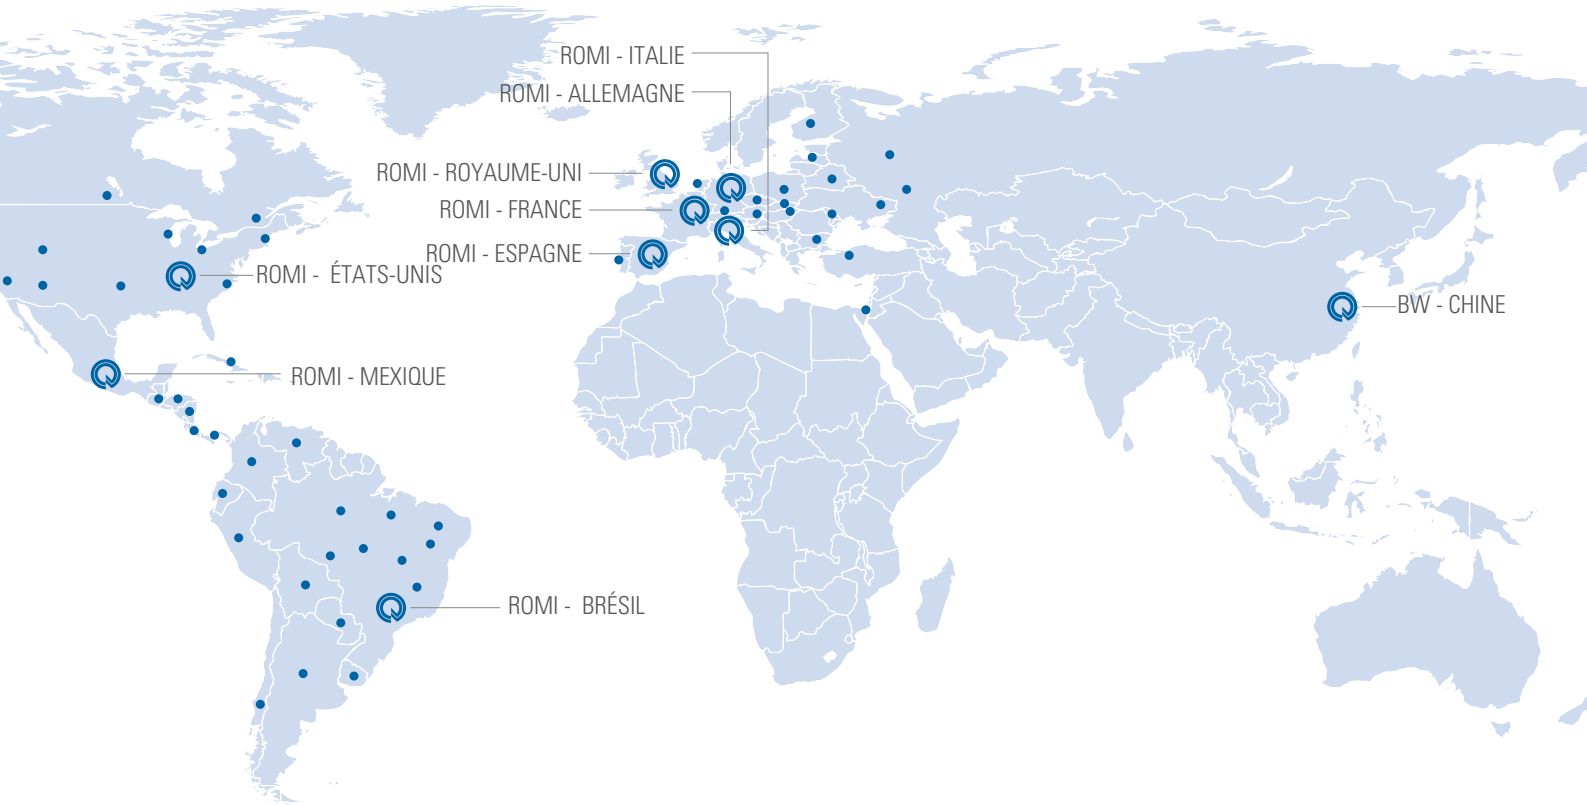 ROMI - ITALIE
ROMI - ALLEMAGNE
ROMI - ROYAUME-UNI
ROMI - FRANCE
ROMI - ESPAGNE
ROMI - ÉTATS-UNIS
BW - CHINE
ROMI - MEXIQUE
ROMI - BRÉSIL